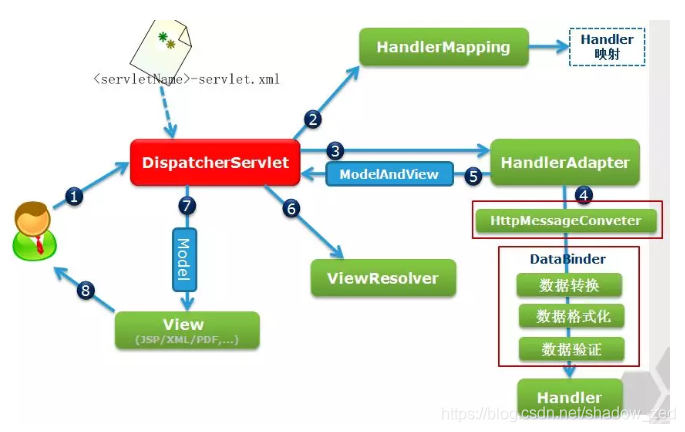 <servletName>-servlet.xml
HandlerMapping
Handler
映射
2
DispatcherServlet
3
HandlerAdapter
ModelAndView
5
1
4
7
6
HttpMessageConveter
Model
DataBinder
ViewResolver
数据转换
8
数据格式化
View
(JSP/XML/PDF,...)
数据验证
Handler
https://blog.csdn.net/shadow_zed